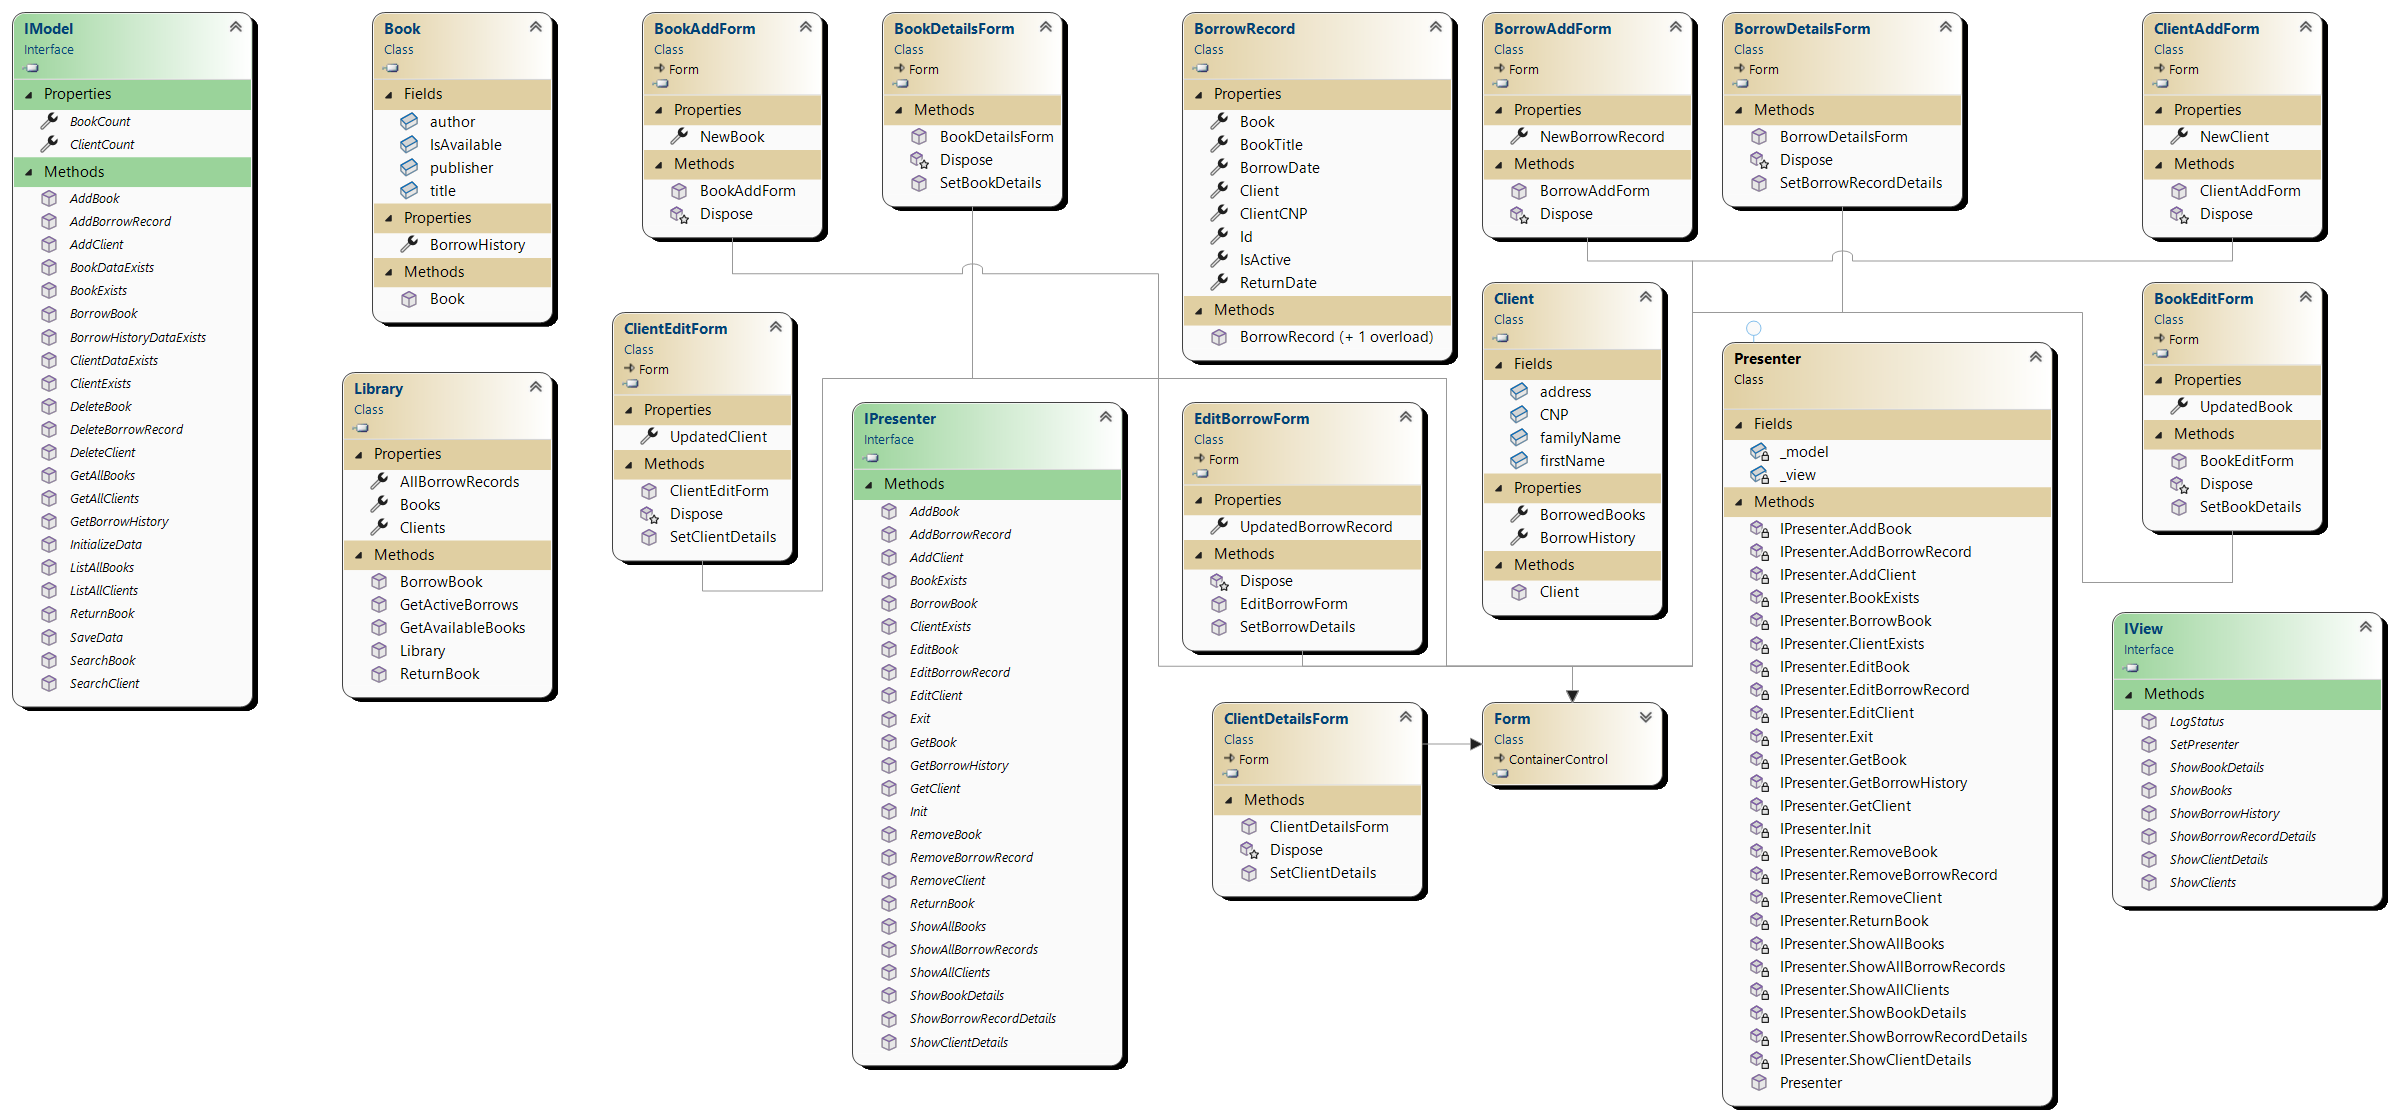 IModel
Interface
Properties
BookCount
ClientCount
Methods
AddBook
AddBorrowRecord
AddClient
BookDataExists
BookExists
BorrowBook
BorrowHistoryDataExists
ClientDataExists
ClientExists
DeleteBook
DeleteBorrowRecord
DeleteClient
GetAllBooks
GetAllClients
GetBorrowHistory
InitializeData
ListAllBooks
ListAllClients
ReturnBook
SaveData
SearchBook
SearchClient
Book
Class
Fields
author
IsAvailable
publisher
title
Properties
BorrowHistory
Methods
Book
Library
Class
Properties
AllBorrowRecords
Books
Clients
Methods
BorrowBook
GetActiveBorrows
GetAvailableBooks
Library
ReturnBook
BookAddForm
Class
Form
Properties
NewBook
Methods
BookAddForm
Dispose
ClientEditForm
Class
Form
Properties
UpdatedClient
Methods
ClientEditForm
Dispose
SetClientDetails
BookDetailsForm
Class
Form
Methods
BookDetailsForm
Dispose
SetBookDetails
IPresenter
Interface
Methods
AddBook
AddBorrowRecord
AddClient
BookExists
BorrowBook
ClientExists
EditBook
EditBorrowRecord
EditClient
Exit
GetBook
GetBorrowHistory
GetClient
Init
RemoveBook
RemoveBorrowRecord
RemoveClient
ReturnBook
ShowAllBooks
ShowAllBorrowRecords
ShowAllClients
ShowBookDetails
ShowBorrowRecordDetails
ShowClientDetails
BorrowRecord
Class
Properties
Book
BookTitle
BorrowDate
Client
ClientCNP
Id
IsActive
ReturnDate
Methods
BorrowRecord (+ 1 overload)
EditBorrowForm
Class
Form
Properties
UpdatedBorrowRecord
Methods
Dispose
EditBorrowForm
SetBorrowDetails
ClientDetailsForm
Class
Form
Methods
ClientDetailsForm
Dispose
SetClientDetails
BorrowAddForm
Class
Form
Properties
NewBorrowRecord
Methods
BorrowAddForm
Dispose
Client
Class
Fields
address
CNP
familyName
firstName
Properties
BorrowedBooks
BorrowHistory
Methods
Client
Form
Class
ContainerControl
BorrowDetailsForm
Class
Form
Methods
BorrowDetailsForm
Dispose
SetBorrowRecordDetails
Presenter
Class
Fields
_model
_view
Methods
IPresenter.AddBook
IPresenter.AddBorrowRecord
IPresenter.AddClient
IPresenter.BookExists
IPresenter.BorrowBook
IPresenter.ClientExists
IPresenter.EditBook
IPresenter.EditBorrowRecord
IPresenter.EditClient
IPresenter.Exit
IPresenter.GetBook
IPresenter.GetBorrowHistory
IPresenter.GetClient
IPresenter.Init
IPresenter.RemoveBook
IPresenter.RemoveBorrowRecord
IPresenter.RemoveClient
IPresenter.ReturnBook
IPresenter.ShowAllBooks
IPresenter.ShowAllBorrowRecords
IPresenter.ShowAllClients
IPresenter.ShowBookDetails
IPresenter.ShowBorrowRecordDetails
IPresenter.ShowClientDetails
Presenter
ClientAddForm
Class
Form
Properties
NewClient
Methods
ClientAddForm
Dispose
BookEditForm
Class
Form
Properties
UpdatedBook
Methods
BookEditForm
Dispose
SetBookDetails
IView
Interface
Methods
LogStatus
SetPresenter
ShowBookDetails
ShowBooks
ShowBorrowHistory
ShowBorrowRecordDetails
ShowClientDetails
ShowClients